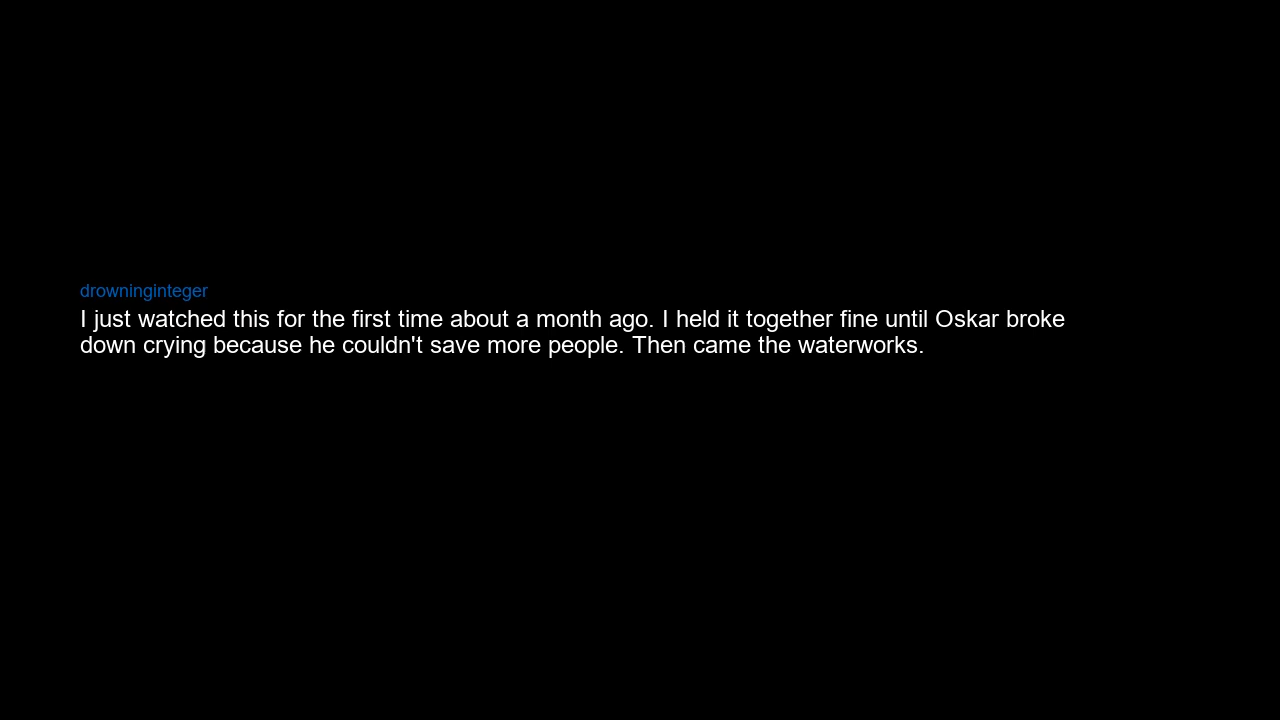 drowninginteger
I just watched this for the first time about a month ago. I held it together fine until Oskar broke
down crying because he couldn't save more people. Then came the waterworks.